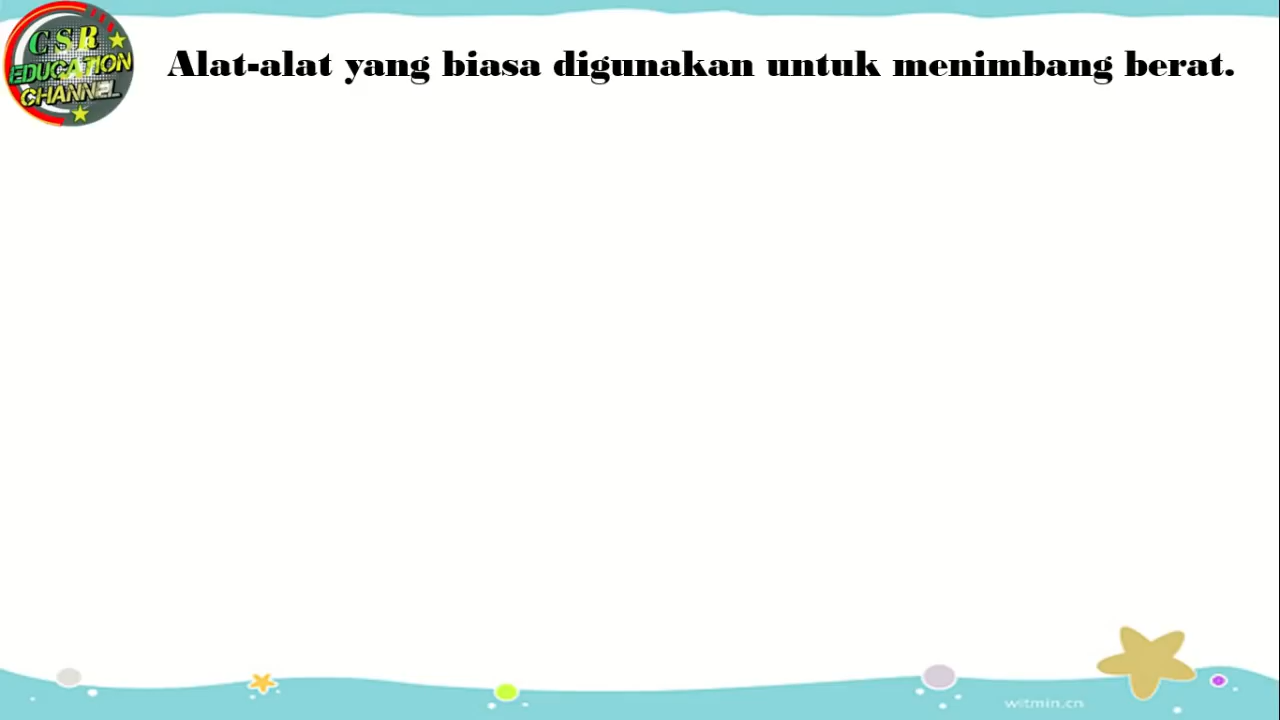 CSR
EDUCATION
CHANNEL
Alat-alat yang biasa digunakan untuk menimbang berat.
witmin.cn